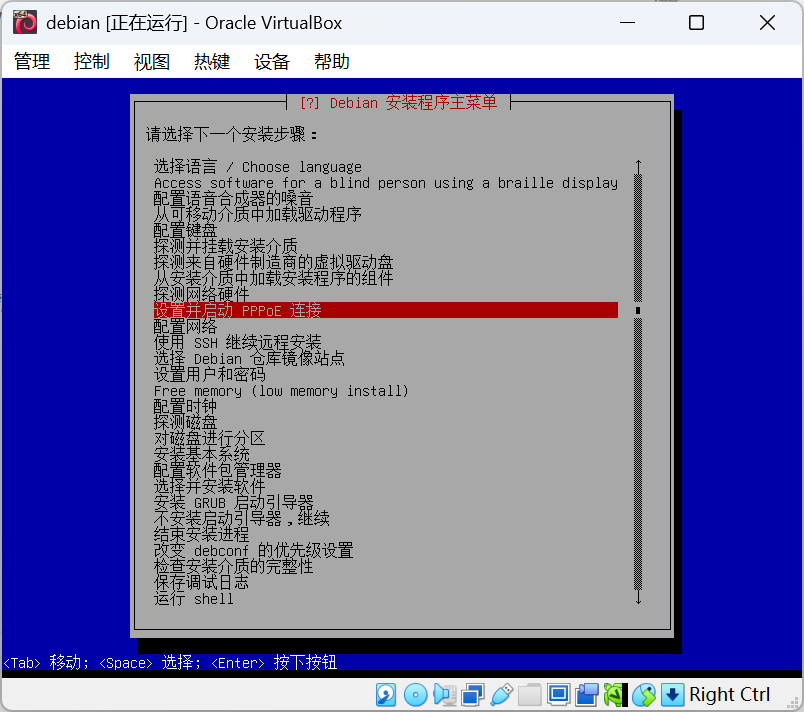 debian [正在运行] - Oracle VirtualBox
管理 控制 视图 热键 设备 帮助
[?] Debian 安装程序主菜单
请选择下一个安装步骤：
选择语言 / Choose language
Access software for a blind person using a braille display
配置语音合成器的嗓音
从可移动介质中加载驱动程序
配置键盘
探测并挂载安装介质
探测来自硬件制造商的虚拟驱动盘
从安装介质中加载安装程序的组件
探测网络硬件
设置并启动 PPPoE 连接
配置网络
使用 SSH 继续远程安装
选择 Debian 仓库镜像站点
设置用户和密码
Free memory (low memory install)
配置时钟
探测磁盘
对磁盘进行分区
安装基本系统
配置软件包管理器
选择并安装软件
安装 GRUB 启动引导器
不安装启动引导器，继续
结束安装进程
改变 debconf 的优先级设置
检查安装介质的完整性
保存调试日志
运行 shell
<Tab> 移动; <Space> 选择; <Enter> 按下按钮
Right Ctrl